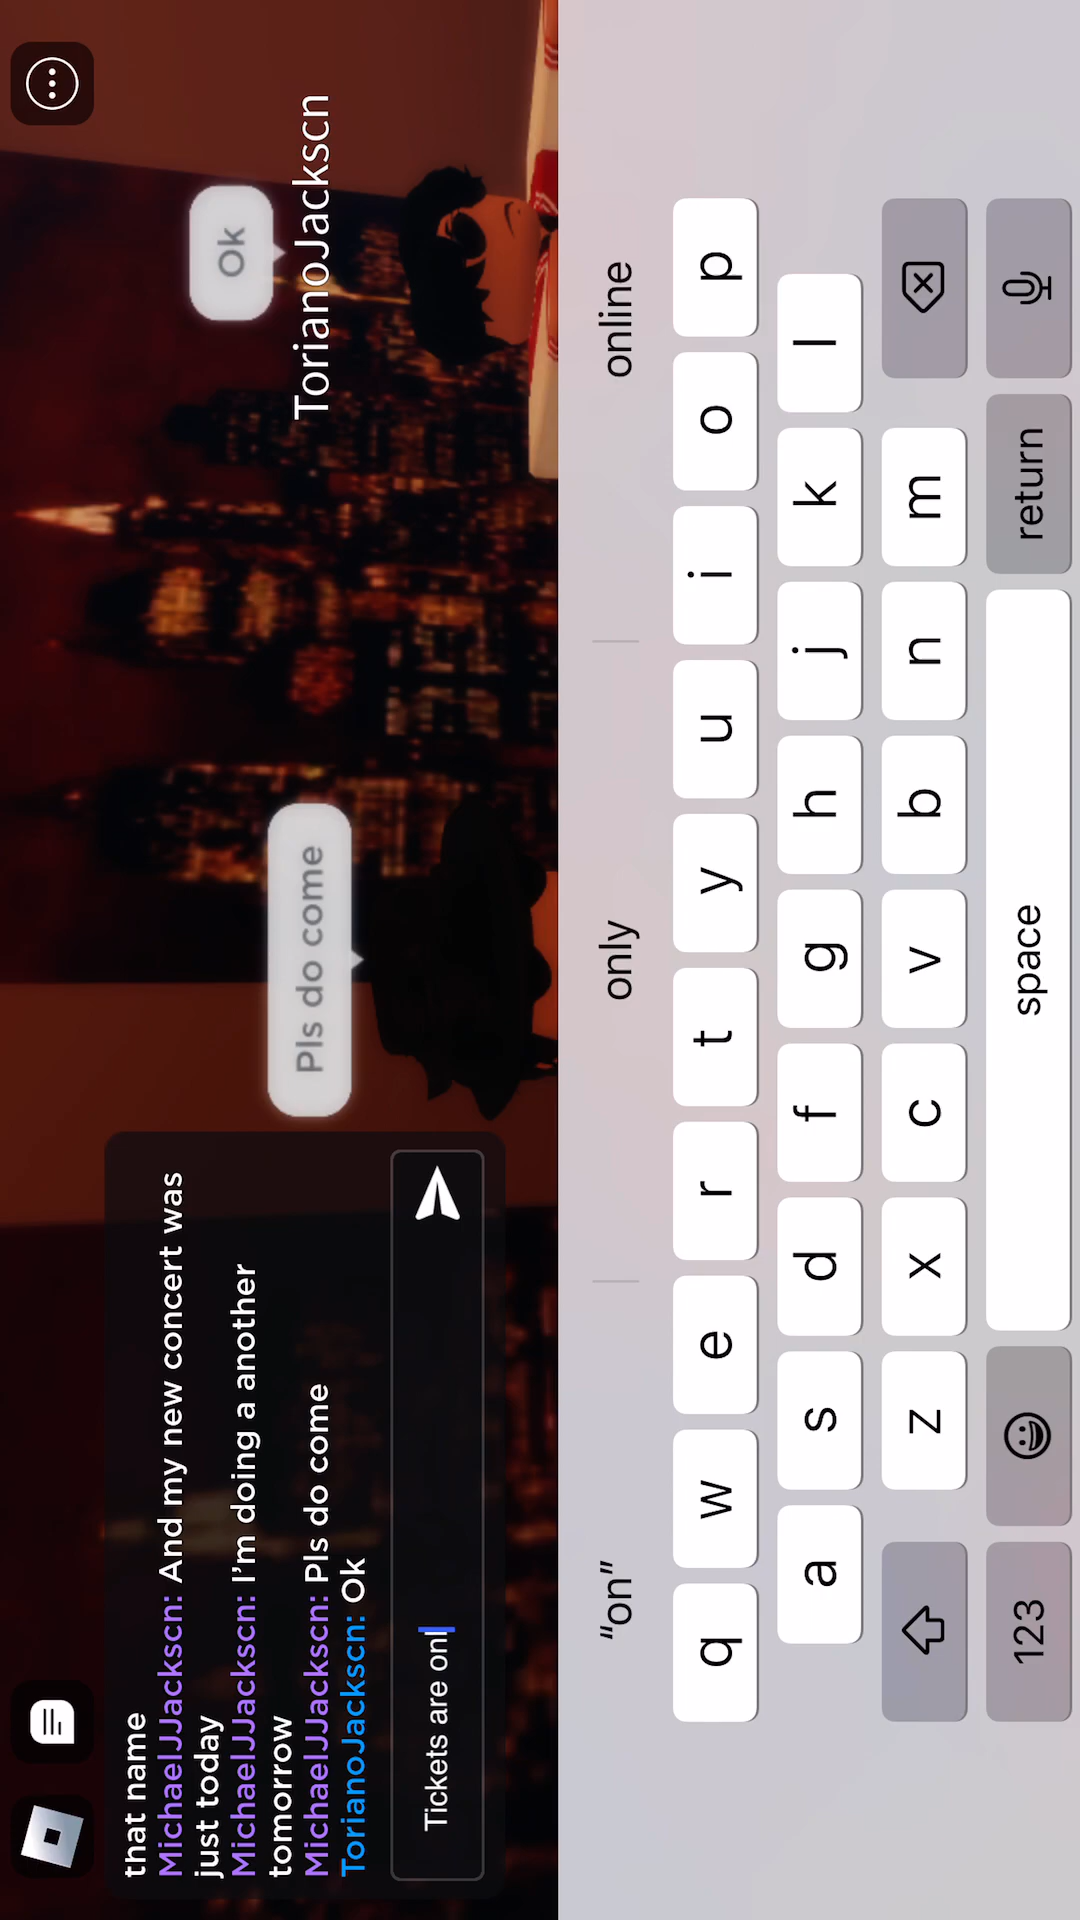 that name
MichaelJJackscn: And my new concert was
just today
MichaelJJackscn: I'm doing a another
tomorrow
MichaelJJackscn: Pls do come
TorianoJackscn: Ok
Tickets are onl
Pls do come
Ok
TorianoJackscn
"on"
only
online
q w e r t y u i o p
a s d f g h j k l
z x c v b n m
123
space
return